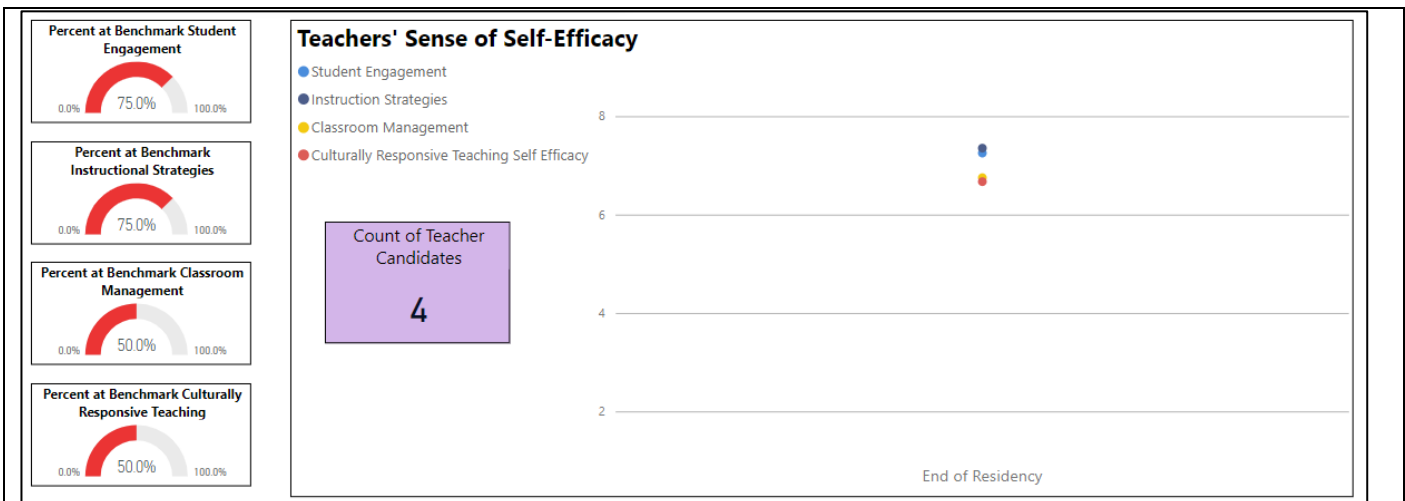 Percent at Benchmark Student
Engagement
0.0%
75.0%
100.0%
Percent at Benchmark
Instructional Strategies
0.0%
75.0%
100.0%
Percent at Benchmark Classroom
Management
0.0%
50.0%
100.0%
Percent at Benchmark Culturally
Responsive Teaching
0.0%
50.0%
100.0%
Teachers' Sense of Self-Efficacy
Student Engagement
Instruction Strategies
Classroom Management
Culturally Responsive Teaching Self Efficacy
Count of Teacher
Candidates
4
8
6
4
2
End of Residency